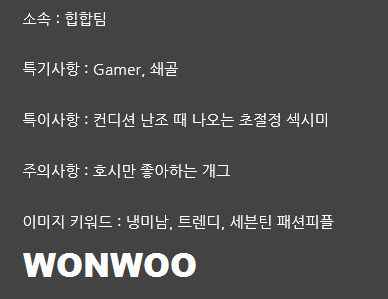 소속 : 힙합팀
특기사항 : Gamer, 쇄골
특이사항 : 컨디션 난조 때 나오는 초절정 섹시미
주의사항 : 호시만 좋아하는 개그
이미지 키워드 : 냉미남, 트렌디, 세븐틴 패션피플
WONWOO